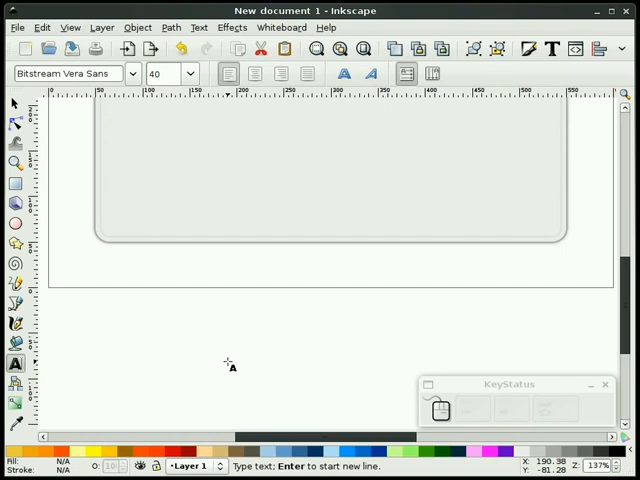 New document 1 - Inkscape
File Edit View Layer Object Path Text Effects Whiteboard Help
Bitstream Vera Sans 40
0 50 100 150 200 250 300 350 400 450 500 550
A
KeyStatus
Fill: N/A
Stroke: N/A
O:
•Layer 1
Type text; Enter to start new line.
X: 190.38
Y: -81.28
Z: 137%